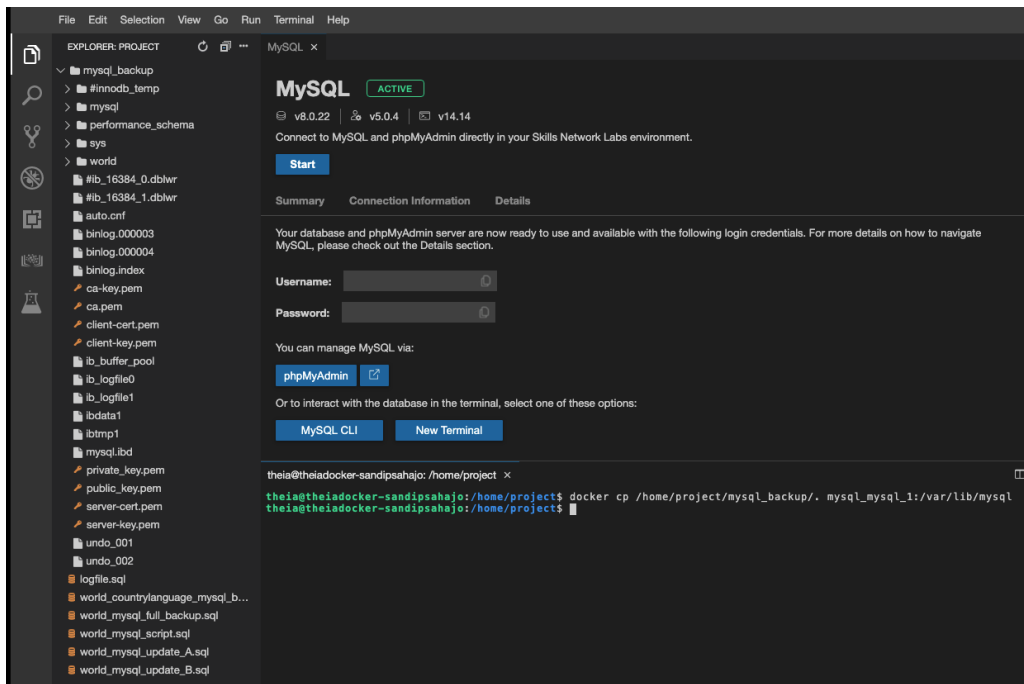 File Edit Selection View Go Run Terminal Help
EXPLORER: PROJECT
mysql_backup
#innodb_temp
mysql
performance_schema
sys
world
#ib_16384_0.dblwr
#ib_16384_1.dblwr
auto.cnf
binlog.000003
binlog.000004
binlog.index
ca-key.pem
ca.pem
client-cert.pem
client-key.pem
ib_buffer_pool
ib_logfile0
ib_logfile1
ibdata1
ibtmp1
mysql.ibd
private_key.pem
public_key.pem
server-cert.pem
server-key.pem
undo_001
undo_002
logfile.sql
world_countrylanguage_mysql_b...
world_mysql_full_backup.sql
world_mysql_script.sql
world_mysql_update_A.sql
world_mysql_update_B.sql
MySQL ×
MySQL ACTIVE
v8.0.22 v5.0.4 v14.14
Connect to MySQL and phpMyAdmin directly in your Skills Network Labs environment.
Start
Summary Connection Information Details
Your database and phpMyAdmin server are now ready to use and available with the following login credentials. For more details on how to navigate
MySQL, please check out the Details section.
Username:
Password:
You can manage MySQL via:
phpMyAdmin
Or to interact with the database in the terminal, select one of these options:
MySQL CLI New Terminal
theia@theiadocker-sandipsahajo: /home/project ×
theia@theiadocker-sandipsahajo:/home/project$ docker cp /home/project/mysql_backup/. mysql_mysql_1:/var/lib/mysql
theia@theiadocker-sandipsahajo:/home/project$